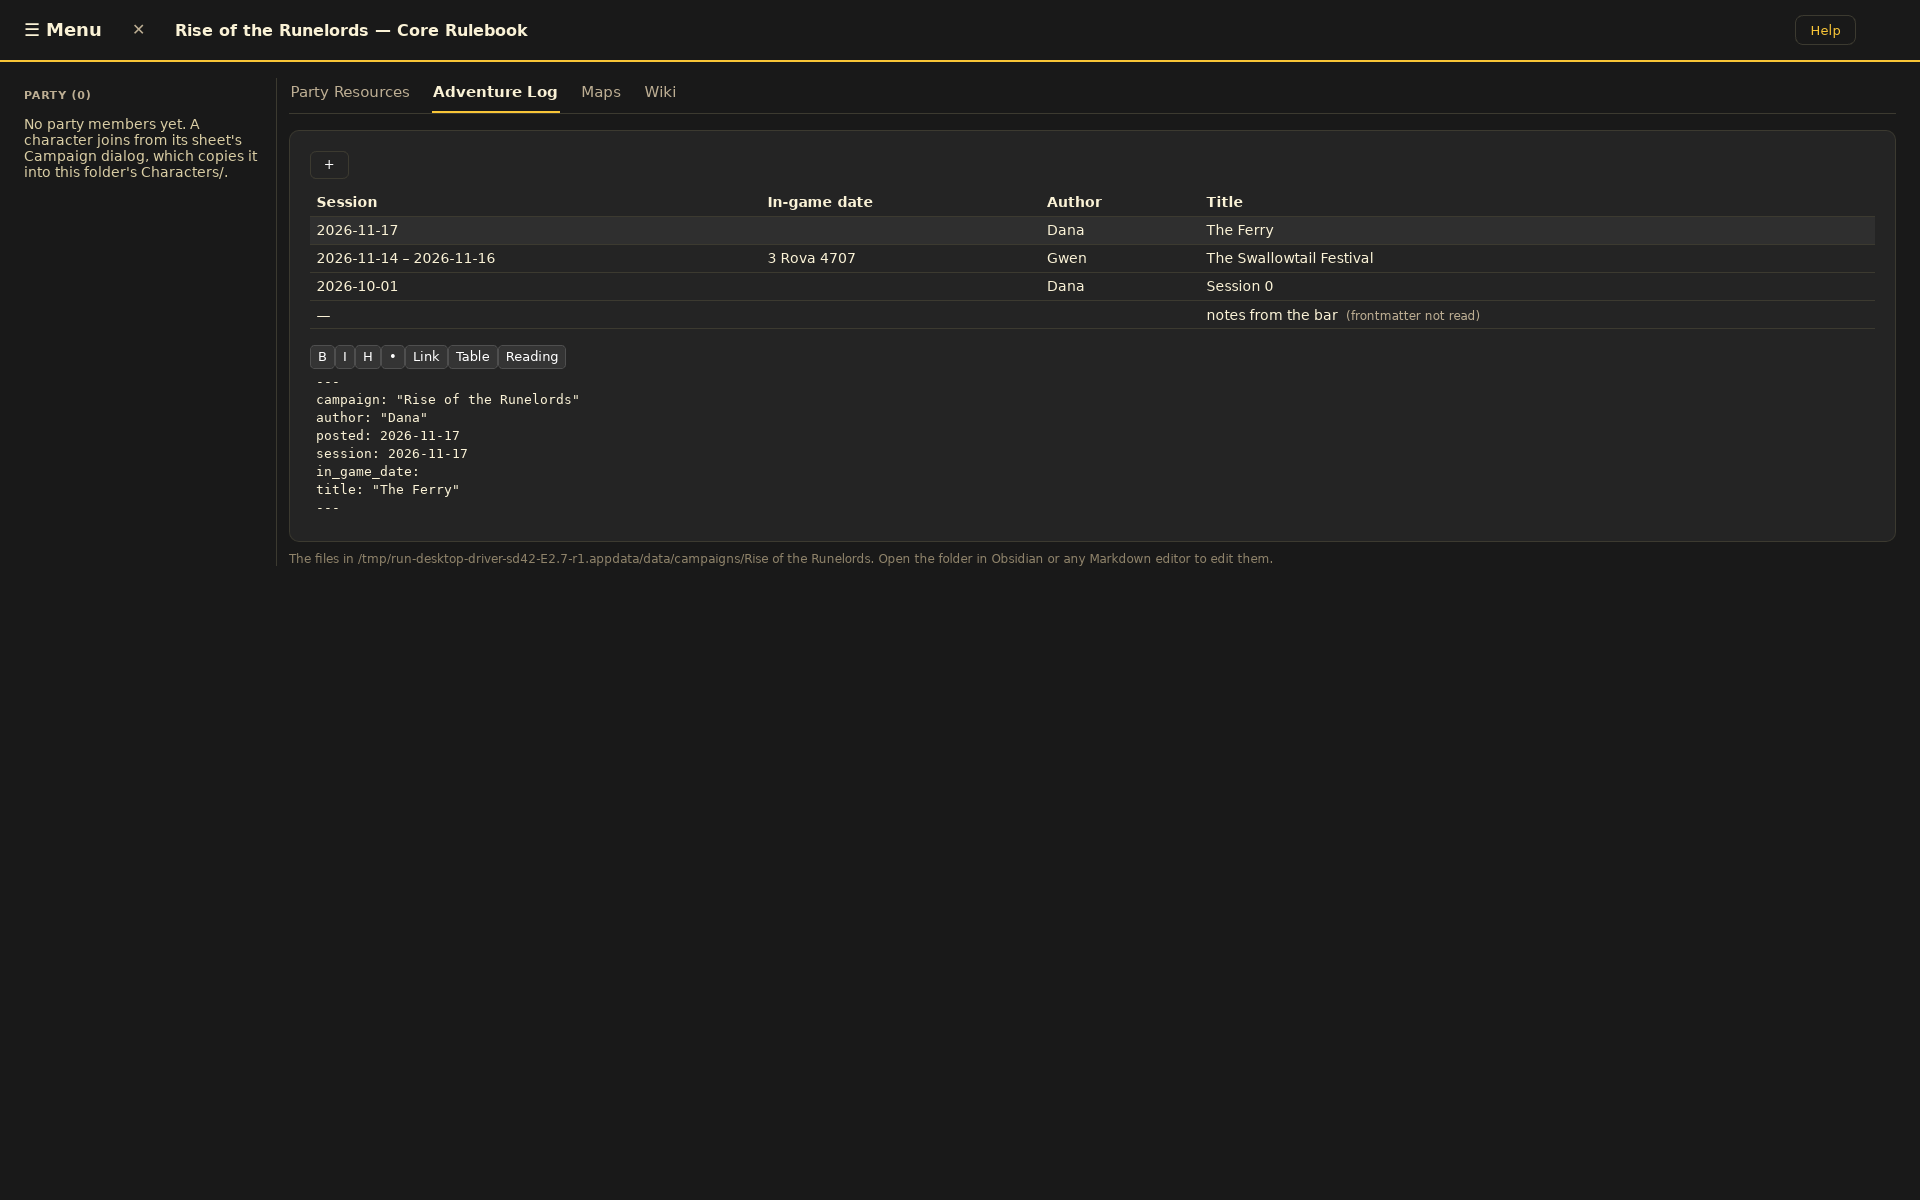 ☰ Menu ✕ Rise of the Runelords — Core Rulebook Help
PARTY (0)
No party members yet. A
character joins from its sheet's
Campaign dialog, which copies it
into this folder's Characters/.
Party Resources Adventure Log Maps Wiki
+
Session In-game date Author Title
2026-11-17 Dana The Ferry
2026-11-14 – 2026-11-16 3 Rova 4707 Gwen The Swallowtail Festival
2026-10-01 Dana Session 0
— notes from the bar (frontmatter not read)
B I H • Link Table Reading
---
campaign: "Rise of the Runelords"
author: "Dana"
posted: 2026-11-17
session: 2026-11-17
in_game_date:
title: "The Ferry"
---
The files in /tmp/run-desktop-driver-sd42-E2.7-r1.appdata/data/campaigns/Rise of the Runelords. Open the folder in Obsidian or any Markdown editor to edit them.